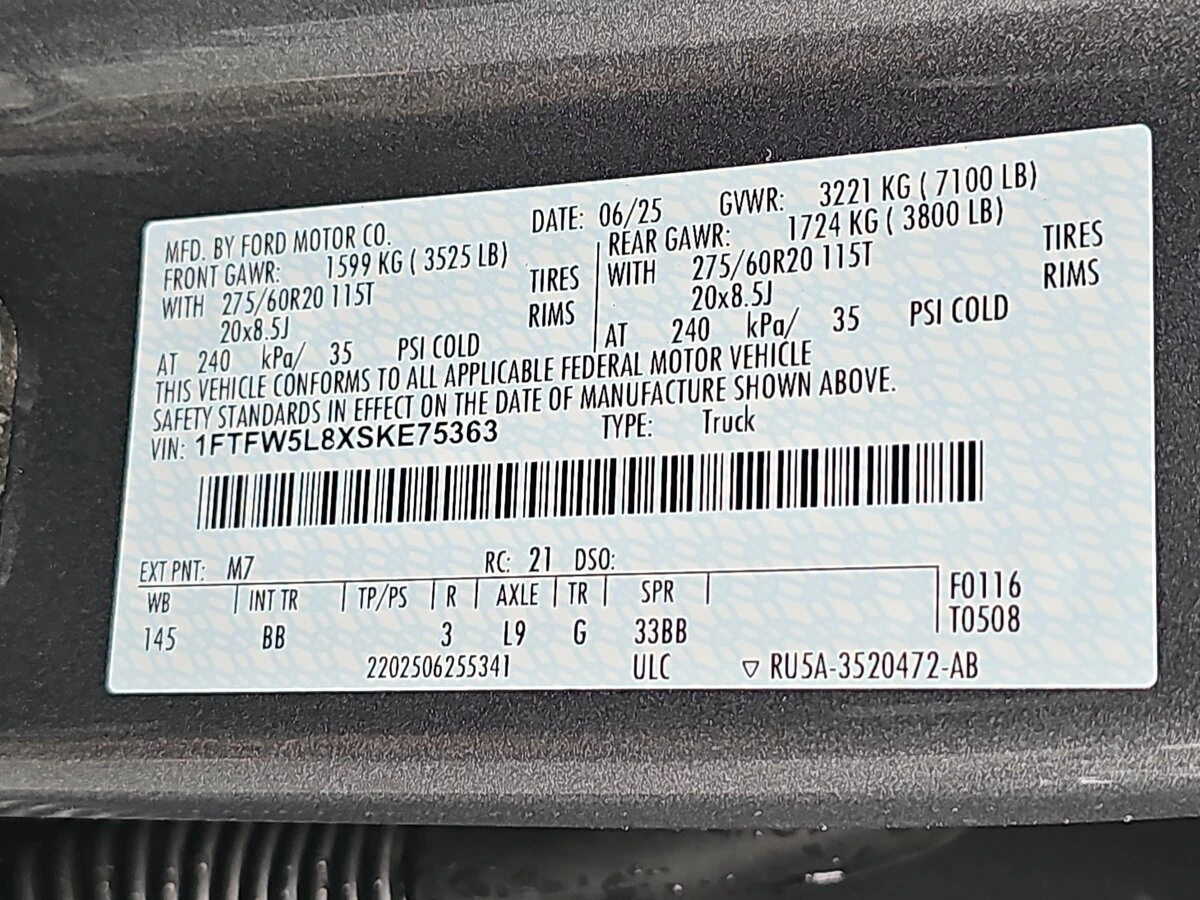 MFD. BY FORD MOTOR CO. DATE: 06/25 GVWR: 3221 KG ( 7100 LB)
FRONT GAWR: 1599 KG ( 3525 LB)
WITH 275/60R20 115T TIRES
20x8.5J RIMS
AT 240 kPa/ 35 PSI COLD
REAR GAWR: 1724 KG ( 3800 LB)
WITH 275/60R20 115T TIRES
20x8.5J RIMS
AT 240 kPa/ 35 PSI COLD
THIS VEHICLE CONFORMS TO ALL APPLICABLE FEDERAL MOTOR VEHICLE
SAFETY STANDARDS IN EFFECT ON THE DATE OF MANUFACTURE SHOWN ABOVE.
VIN: 1FTFW5L8XSKE75363 TYPE: Truck
EXT PNT: M7 RC: 21 DSO:
WB INT TR TP/PS R AXLE TR SPR F0116
145 BB 3 L9 G 33BB T0508
2202506255341 ULC ▽ RU5A-3520472-AB